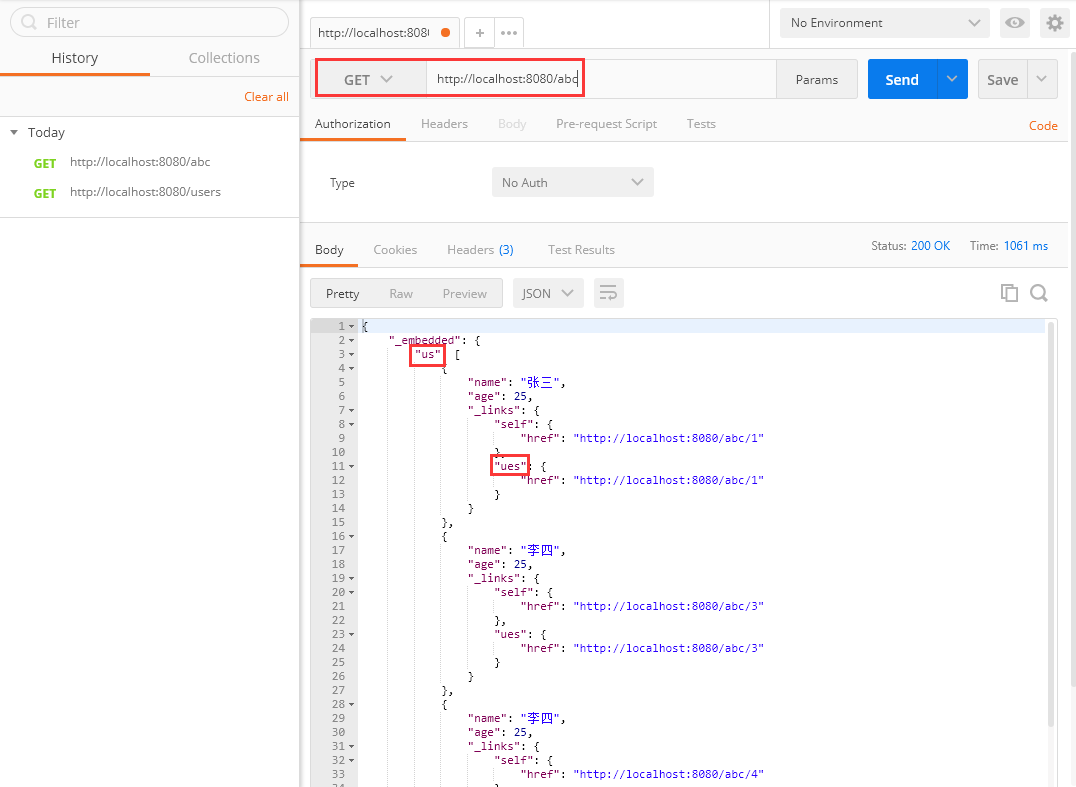 Filter
History Collections
Clear all
Today
GET http://localhost:8080/abc
GET http://localhost:8080/users
http://localhost:808 + •••
No Environment
GET http://localhost:8080/abc Params Send Save
Authorization Headers Body Pre-request Script Tests Code
Type No Auth
Body Cookies Headers (3) Test Results Status: 200 OK Time: 1061 ms
Pretty Raw Preview JSON
1 {
2 "_embedded": {
3 "us" [
4 {
5 "name": "张三",
6 "age": 25,
7 "_links": {
8 "self": {
9 "href": "http://localhost:8080/abc/1"
10 },
11 "ues": {
12 "href": "http://localhost:8080/abc/1"
13 }
14 }
15 },
16 {
17 "name": "李四",
18 "age": 25,
19 "_links": {
20 "self": {
21 "href": "http://localhost:8080/abc/3"
22 },
23 "ues": {
24 "href": "http://localhost:8080/abc/3"
25 }
26 }
27 },
28 {
29 "name": "李四",
30 "age": 25,
31 "_links": {
32 "self": {
33 "href": "http://localhost:8080/abc/4"